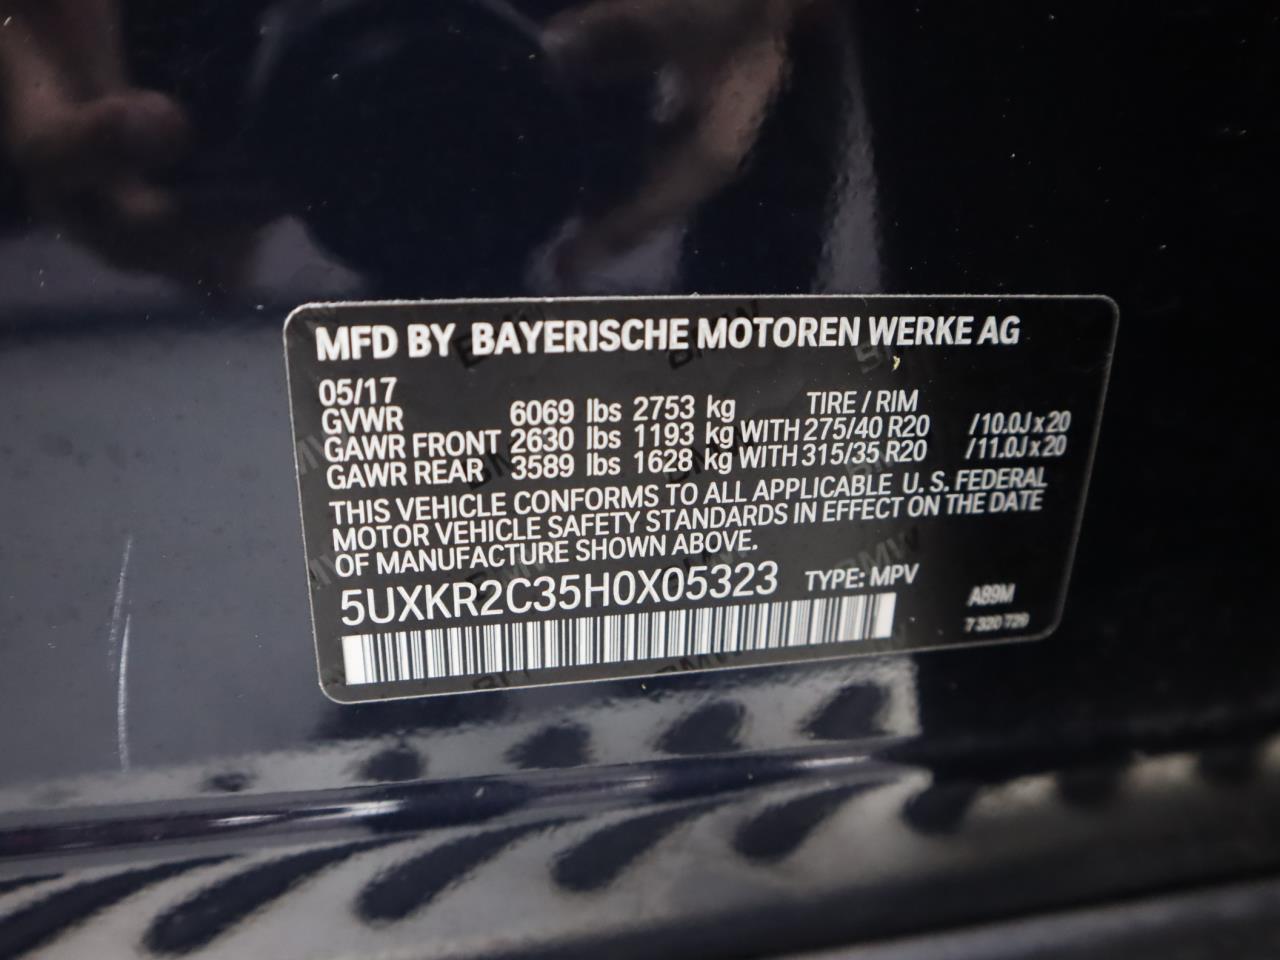 MFD BY BAYERISCHE MOTOREN WERKE AG
05/17 TIRE / RIM
GVWR 6069 lbs 2753 kg
GAWR FRONT 2630 lbs 1193 kg WITH 275/40 R20 /10.0J x 20
GAWR REAR 3589 lbs 1628 kg WITH 315/35 R20 /11.0J x 20
THIS VEHICLE CONFORMS TO ALL APPLICABLE U. S. FEDERAL
MOTOR VEHICLE SAFETY STANDARDS IN EFFECT ON THE DATE
OF MANUFACTURE SHOWN ABOVE.
5UXKR2C35H0X05323 TYPE: MPV
A89M
7 320 729